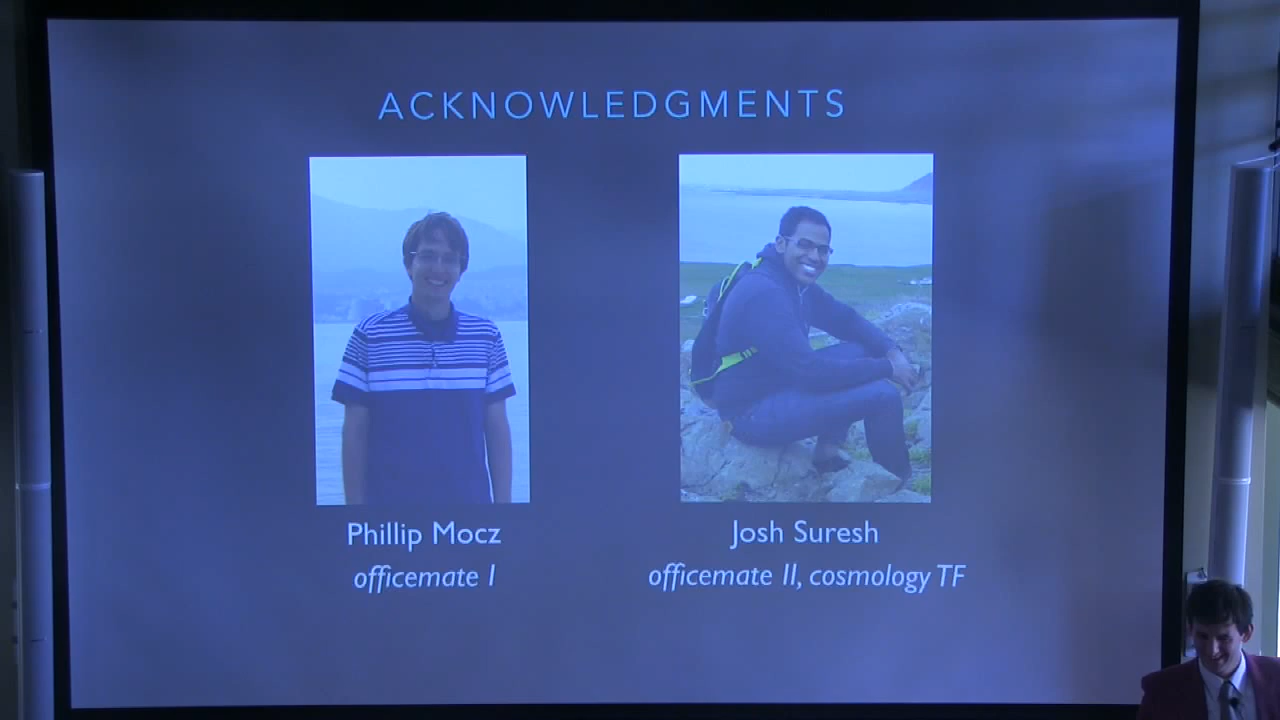 ACKNOWLEDGMENTS
Phillip Mocz
officemate I
Josh Suresh
officemate II, cosmology TF